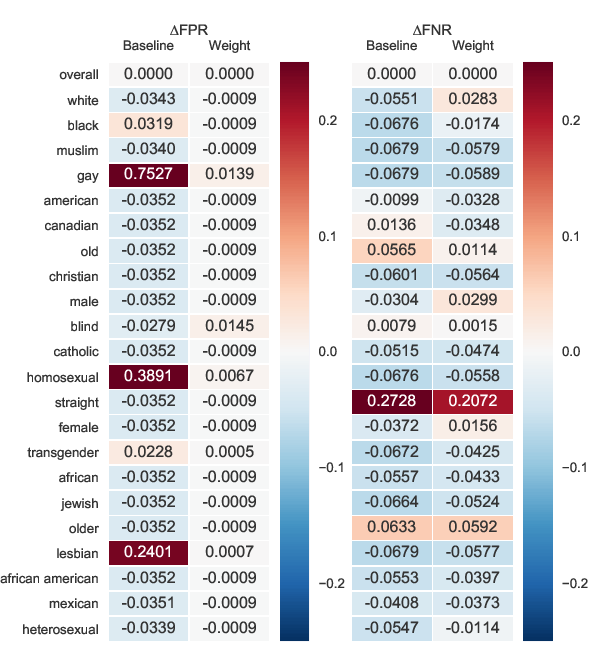 ΔFPR ΔFNR
Baseline Weight Baseline Weight
overall 0.0000 0.0000 0.0000 0.0000
white -0.0343 -0.0009 -0.0551 0.0283
black 0.0319 -0.0009 -0.0676 -0.0174 0.2 0.2
muslim -0.0340 -0.0009 -0.0679 -0.0579
gay 0.7527 0.0139 -0.0679 -0.0589
american -0.0352 -0.0009 -0.0099 -0.0328
canadian -0.0352 -0.0009 0.0136 -0.0348 0.1 0.1
old -0.0352 -0.0009 0.0565 0.0114
christian -0.0352 -0.0009 -0.0601 -0.0564
male -0.0352 -0.0009 -0.0304 0.0299
blind -0.0279 0.0145 0.0079 0.0015
catholic -0.0352 -0.0009 0.0 -0.0515 -0.0474 0.0
homosexual 0.3891 0.0067 -0.0676 -0.0558
straight -0.0352 -0.0009 0.2728 0.2072
female -0.0352 -0.0009 -0.0372 0.0156
transgender 0.0228 0.0005 -0.0672 -0.0425
african -0.0352 -0.0009 −0.1 -0.0557 -0.0433 −0.1
jewish -0.0352 -0.0009 -0.0664 -0.0524
older -0.0352 -0.0009 0.0633 0.0592
lesbian 0.2401 0.0007 -0.0679 -0.0577
african american -0.0352 -0.0009 −0.2 -0.0553 -0.0397 −0.2
mexican -0.0351 -0.0009 -0.0408 -0.0373
heterosexual -0.0339 -0.0009 -0.0547 -0.0114